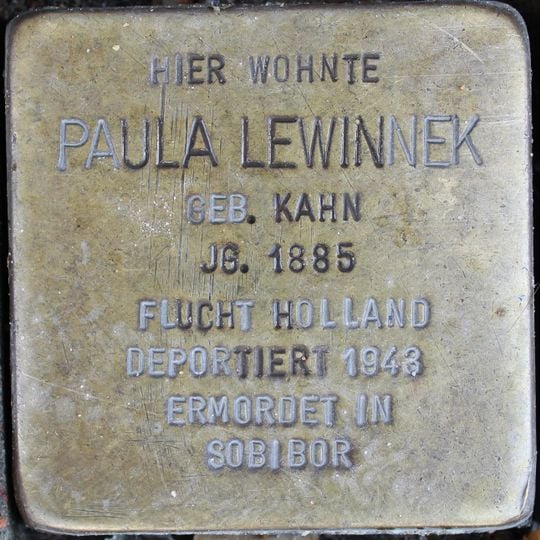 HIER WOHNTE
PAULA LEWINNEK
GEB. KAHN
JG. 1885
FLUCHT HOLLAND
DEPORTIERT 1943
ERMORDET IN
SOBIBOR